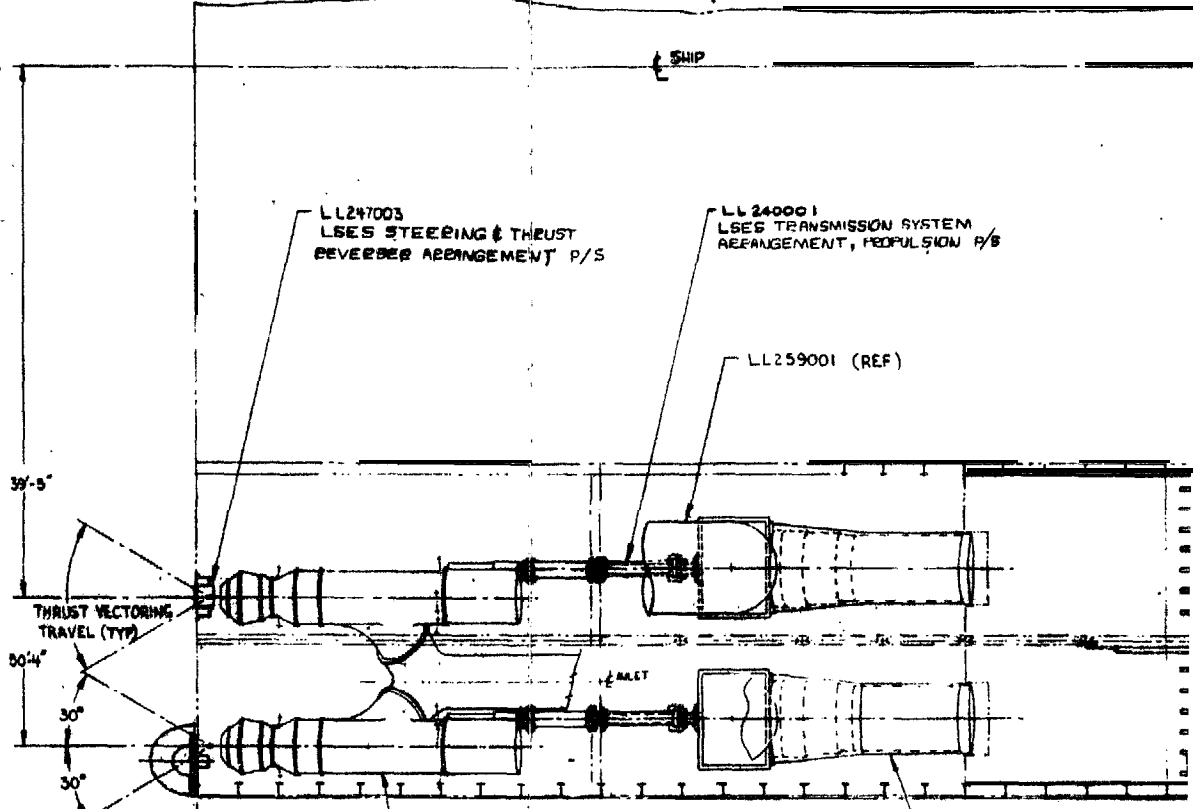 ℄ SHIP
LL247003
LSES STEERING & THRUST
REVERSER ARRANGEMENT P/S
LL240001
LSES TRANSMISSION SYSTEM
ARRANGEMENT, PROPULSION P/S
LL259001 (REF)
39'-5"
THRUST VECTORING
TRAVEL (TYP)
50'-4"
℄ INLET
30°
30°